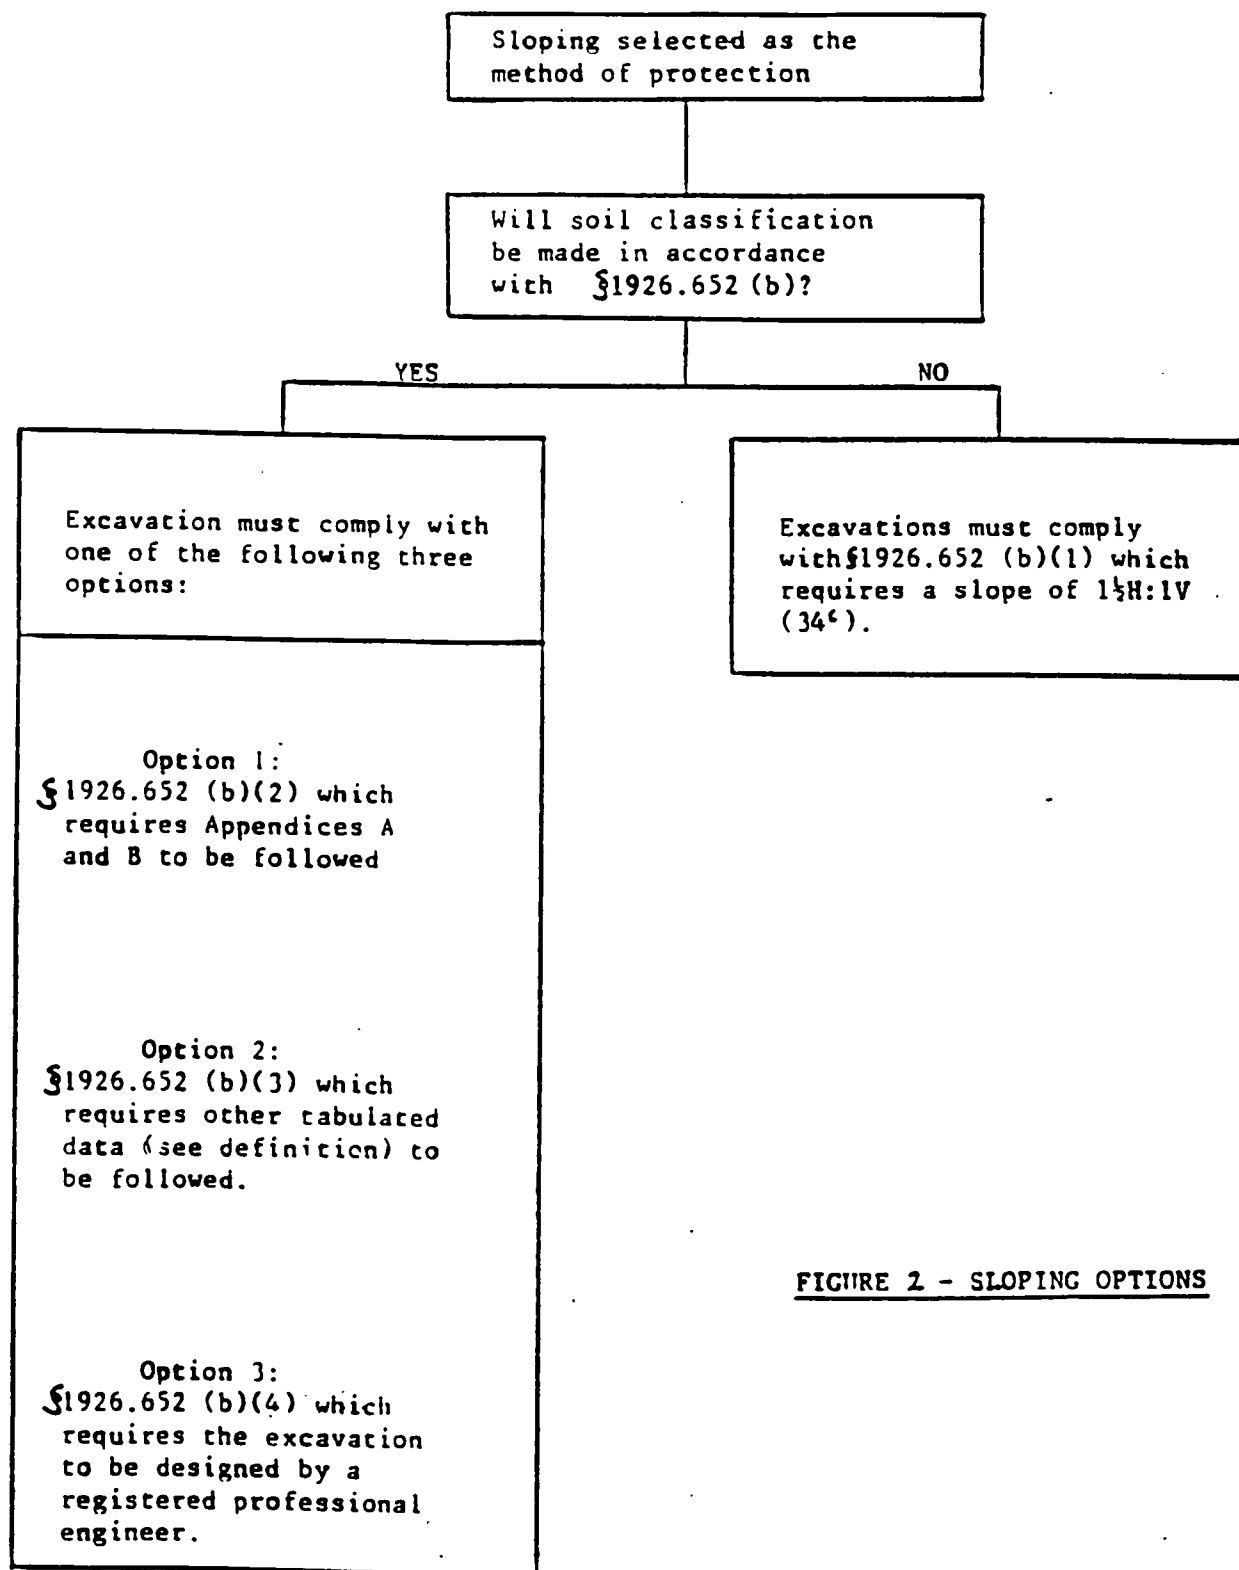 Sloping selected as the
method of protection
Will soil classification
be made in accordance
with §1926.652 (b)?
YES
NO
Excavation must comply with
one of the following three
options:
Excavations must comply
with §1926.652 (b)(1) which
requires a slope of 1½H:1V
(34°).
Option 1:
§1926.652 (b)(2) which
requires Appendices A
and B to be followed
Option 2:
§1926.652 (b)(3) which
requires other tabulated
data (see definition) to
be followed.
Option 3:
§1926.652 (b)(4) which
requires the excavation
to be designed by a
registered professional
engineer.
FIGURE 2 - SLOPING OPTIONS